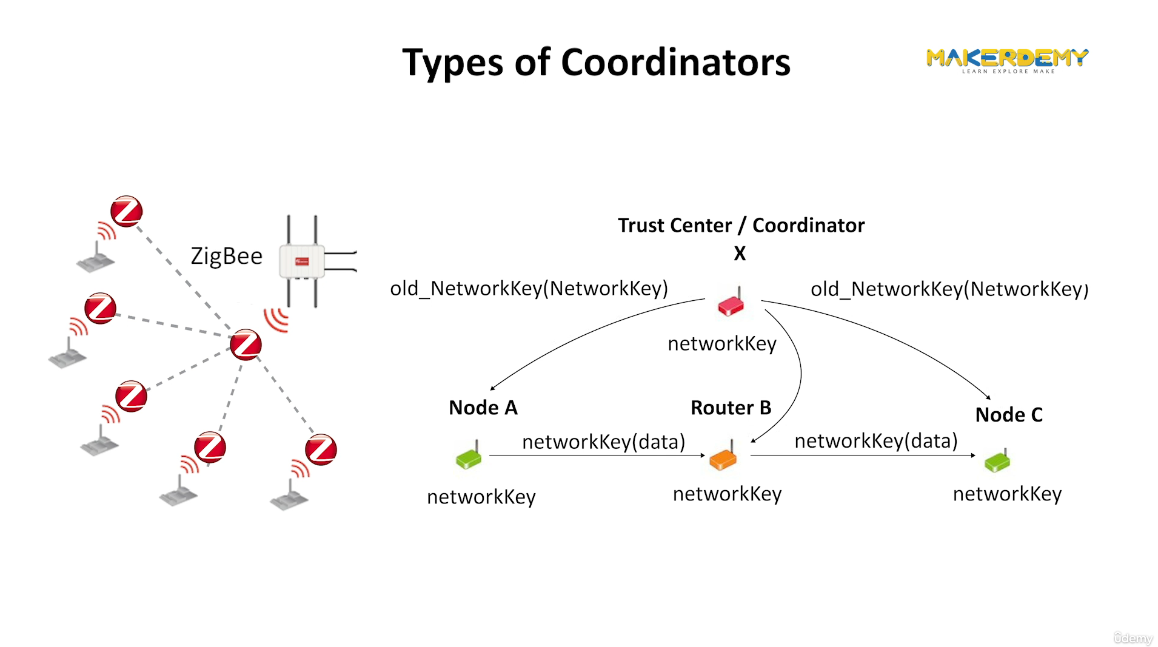 Types of Coordinators
MAKERDEMY
LEARN EXPLORE MAKE
ZigBee
Trust Center / Coordinator
X
old_NetworkKey(NetworkKey)
old_NetworkKey(NetworkKey)
networkKey
Node A
Router B
Node C
networkKey(data)
networkKey(data)
networkKey
networkKey
networkKey
ûdemy